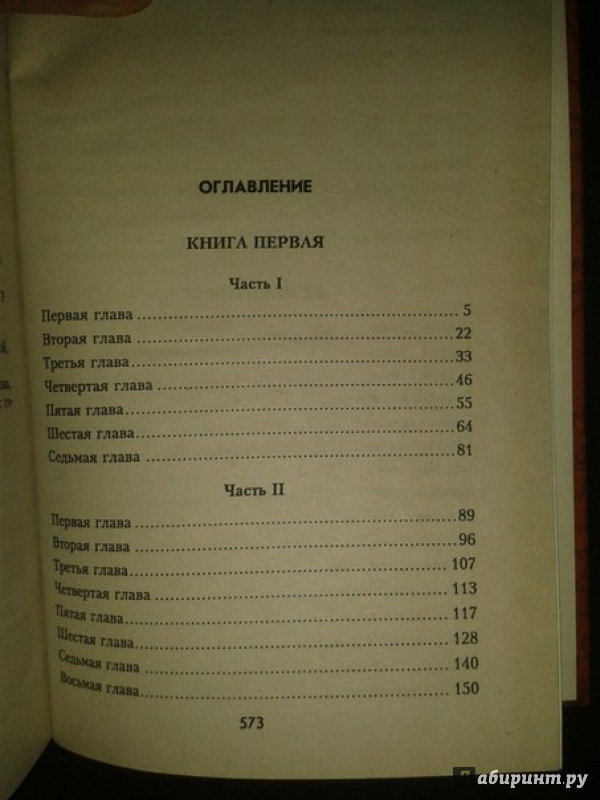 ОГЛАВЛЕНИЕ
КНИГА ПЕРВАЯ
Часть I
Первая глава 5
Вторая глава 22
Третья глава 33
Четвертая глава 46
Пятая глава 55
Шестая глава 64
Седьмая глава 81
Часть II
Первая глава 89
Вторая глава 96
Третья глава 107
Четвертая глава 113
Пятая глава 117
Шестая глава 128
Седьмая глава 140
Восьмая глава 150
573
Лабиринт.ру